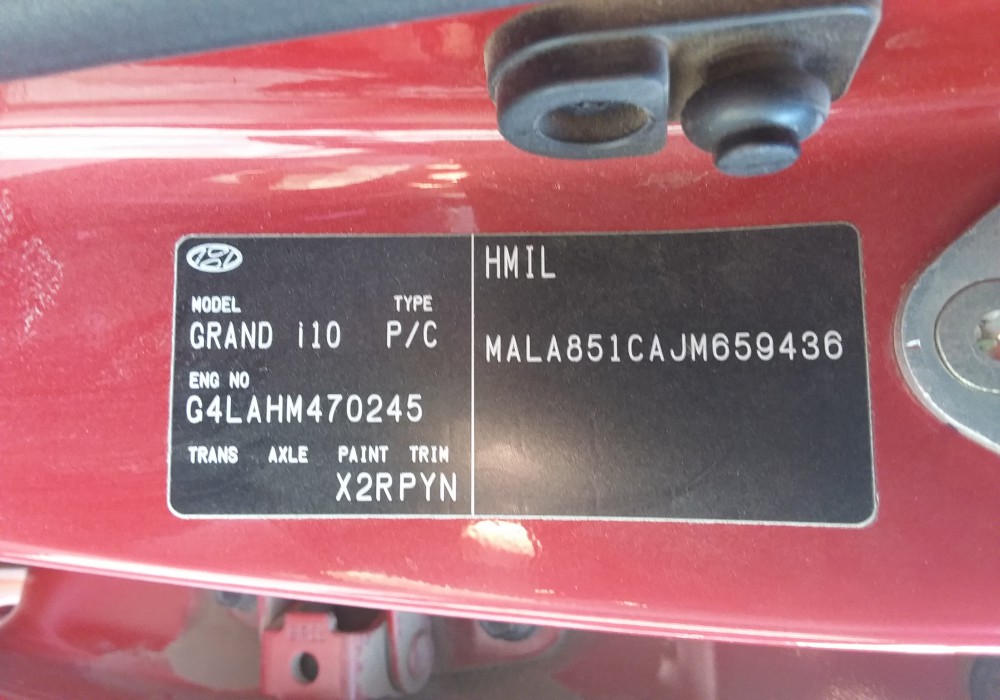 MODEL TYPE
GRAND i10 P/C
ENG NO
G4LAHM470245
TRANS AXLE PAINT TRIM
X2RPYN
HMIL
MALA851CAJM659436